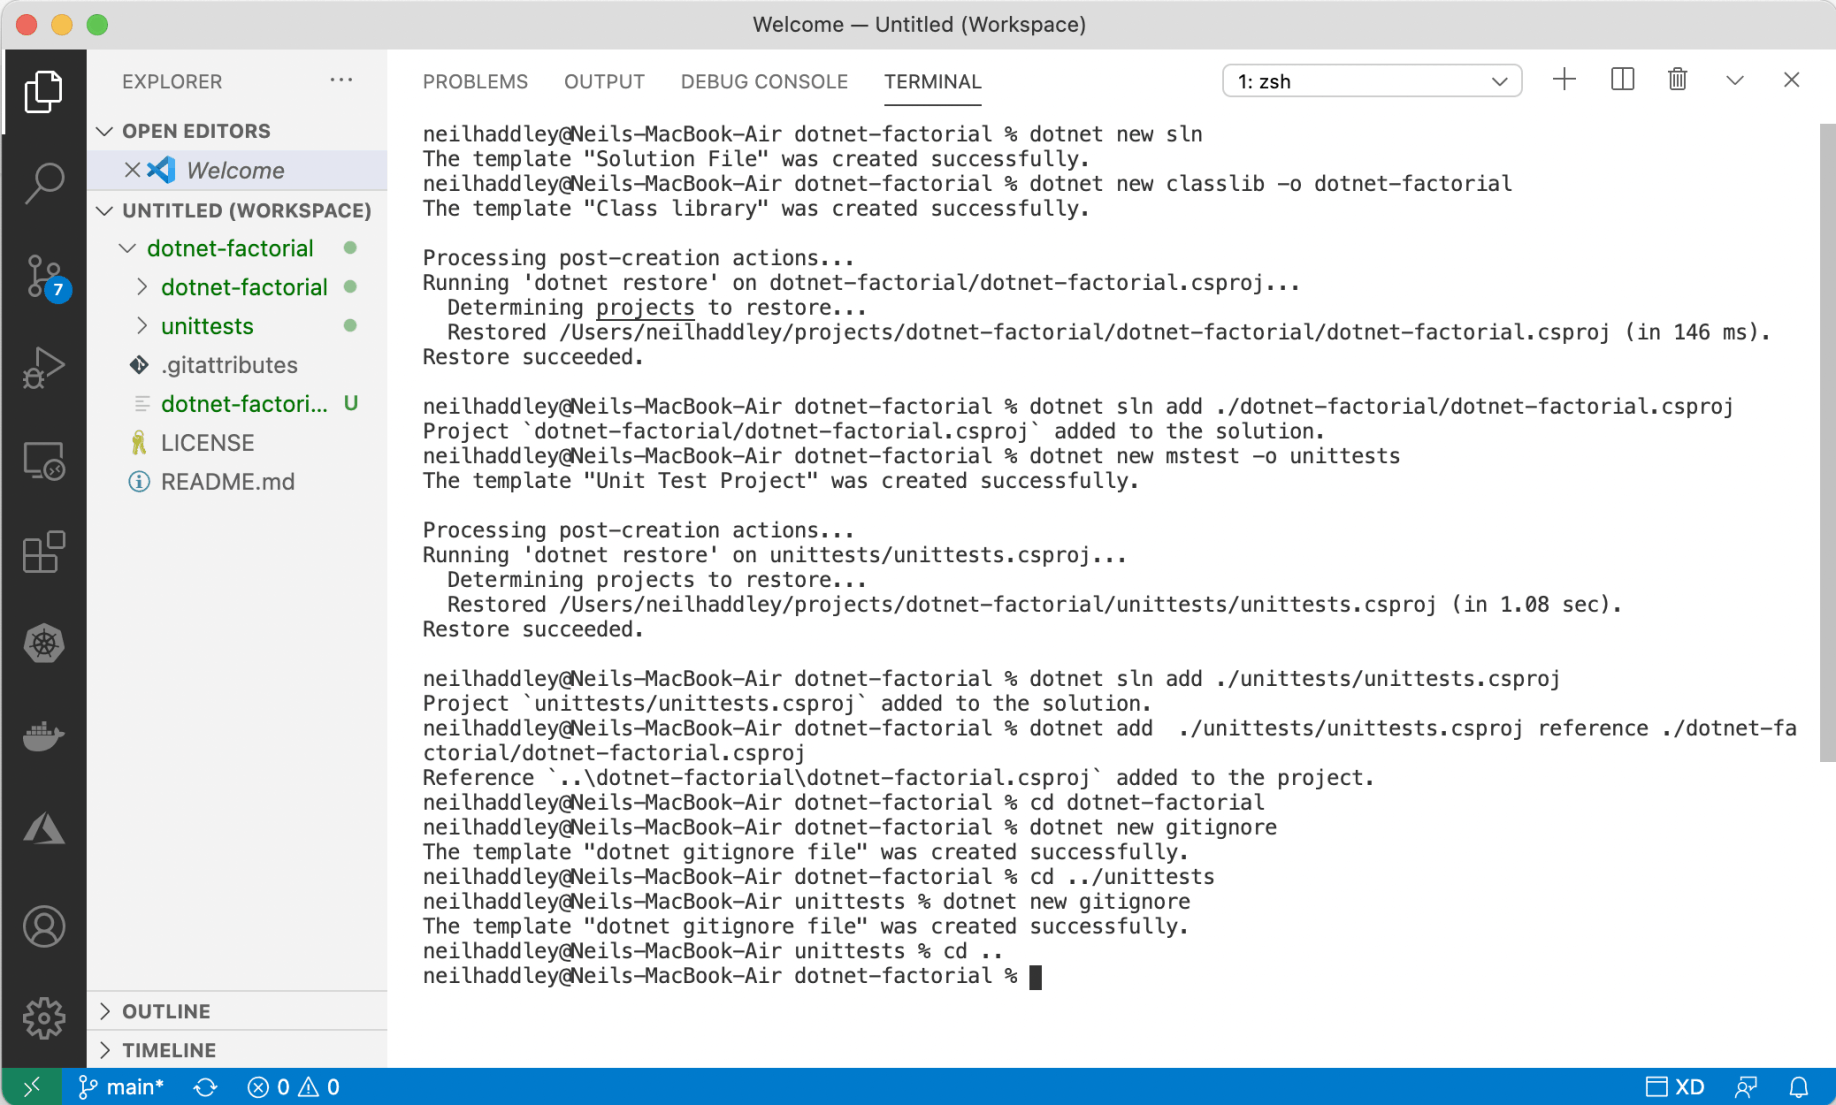 Welcome — Untitled (Workspace)
EXPLORER
OPEN EDITORS
Welcome
UNTITLED (WORKSPACE)
dotnet-factorial
dotnet-factorial
unittests
.gitattributes
dotnet-factori... U
LICENSE
README.md
OUTLINE
TIMELINE
7
PROBLEMS OUTPUT DEBUG CONSOLE TERMINAL 1: zsh
neilhaddley@Neils-MacBook-Air dotnet-factorial % dotnet new sln
The template "Solution File" was created successfully.
neilhaddley@Neils-MacBook-Air dotnet-factorial % dotnet new classlib -o dotnet-factorial
The template "Class library" was created successfully.
Processing post-creation actions...
Running 'dotnet restore' on dotnet-factorial/dotnet-factorial.csproj...
Determining projects to restore...
Restored /Users/neilhaddley/projects/dotnet-factorial/dotnet-factorial/dotnet-factorial.csproj (in 146 ms).
Restore succeeded.
neilhaddley@Neils-MacBook-Air dotnet-factorial % dotnet sln add ./dotnet-factorial/dotnet-factorial.csproj
Project `dotnet-factorial/dotnet-factorial.csproj` added to the solution.
neilhaddley@Neils-MacBook-Air dotnet-factorial % dotnet new mstest -o unittests
The template "Unit Test Project" was created successfully.
Processing post-creation actions...
Running 'dotnet restore' on unittests/unittests.csproj...
Determining projects to restore...
Restored /Users/neilhaddley/projects/dotnet-factorial/unittests/unittests.csproj (in 1.08 sec).
Restore succeeded.
neilhaddley@Neils-MacBook-Air dotnet-factorial % dotnet sln add ./unittests/unittests.csproj
Project `unittests/unittests.csproj` added to the solution.
neilhaddley@Neils-MacBook-Air dotnet-factorial % dotnet add  ./unittests/unittests.csproj reference ./dotnet-fa
ctorial/dotnet-factorial.csproj
Reference `..\dotnet-factorial\dotnet-factorial.csproj` added to the project.
neilhaddley@Neils-MacBook-Air dotnet-factorial % cd dotnet-factorial
neilhaddley@Neils-MacBook-Air dotnet-factorial % dotnet new gitignore
The template "dotnet gitignore file" was created successfully.
neilhaddley@Neils-MacBook-Air dotnet-factorial % cd ../unittests
neilhaddley@Neils-MacBook-Air unittests % dotnet new gitignore
The template "dotnet gitignore file" was created successfully.
neilhaddley@Neils-MacBook-Air unittests % cd ..
neilhaddley@Neils-MacBook-Air dotnet-factorial %
main* 0 0 XD